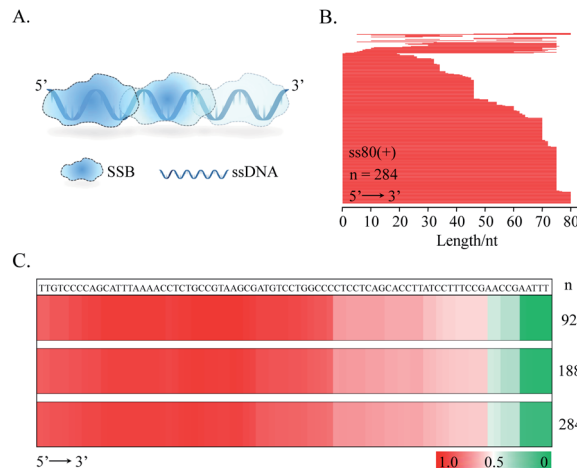 A.
5’
3’
SSB
ssDNA
B.
ss80(+)
n = 284
5’ → 3’
0 10 20 30 40 50 60 70 80
Length/nt
C.
n
TTGTCCCCAGCATTTAAAACCTCTGCCGTAAGCGATGTCCTGGCCCCTCCTCAGCACCTTATCCTTTCCGAACCGAATTT
92
188
284
5’ → 3’
1.0 0.5 0